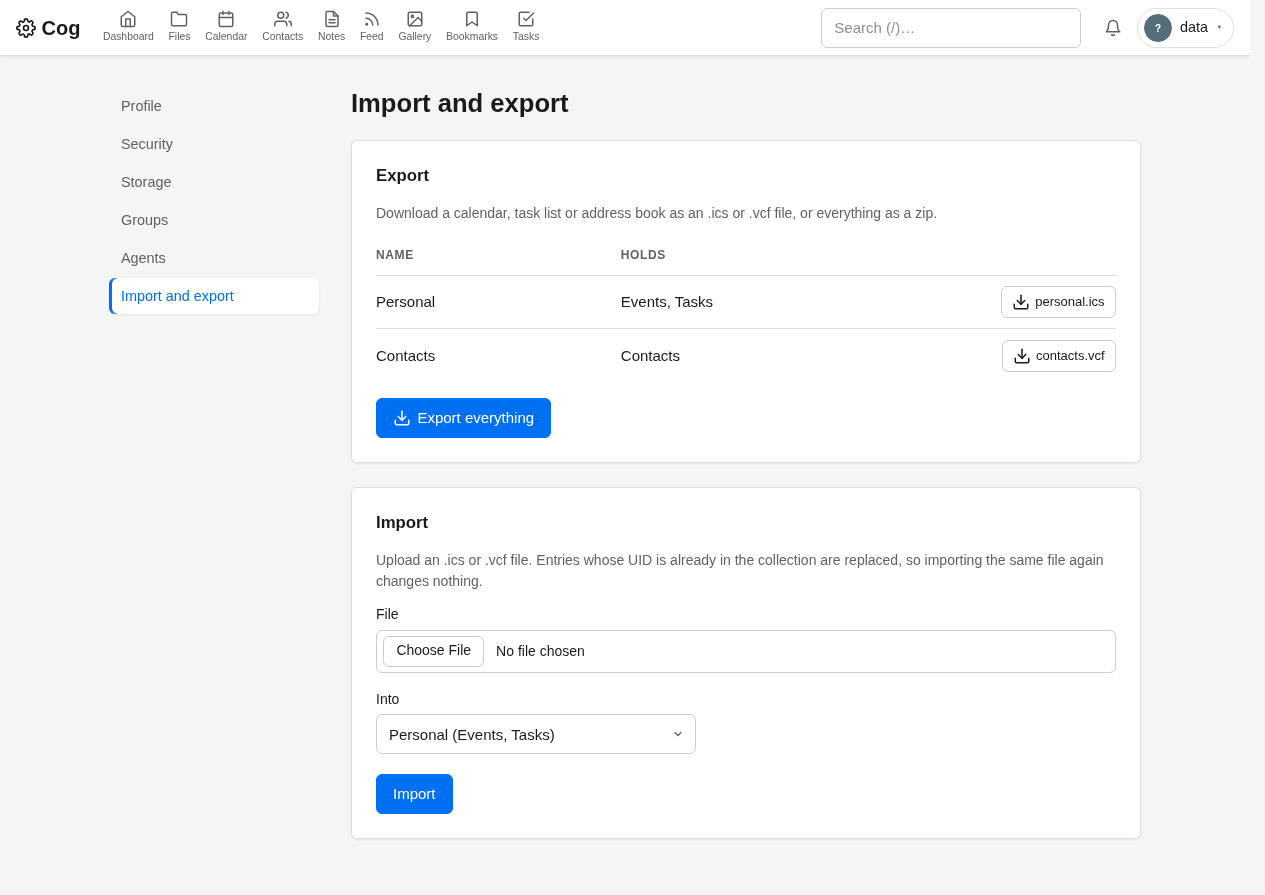 Cog
Dashboard
Files
Calendar
Contacts
Notes
Feed
Gallery
Bookmarks
Tasks
Search (/)…
?
data
Profile
Security
Storage
Groups
Agents
Import and export
Import and export
Export
Download a calendar, task list or address book as an .ics or .vcf file, or everything as a zip.
NAME HOLDS
Personal Events, Tasks personal.ics
Contacts Contacts contacts.vcf
Export everything
Import
Upload an .ics or .vcf file. Entries whose UID is already in the collection are replaced, so importing the same file again
changes nothing.
File
Choose File No file chosen
Into
Personal (Events, Tasks)
Import